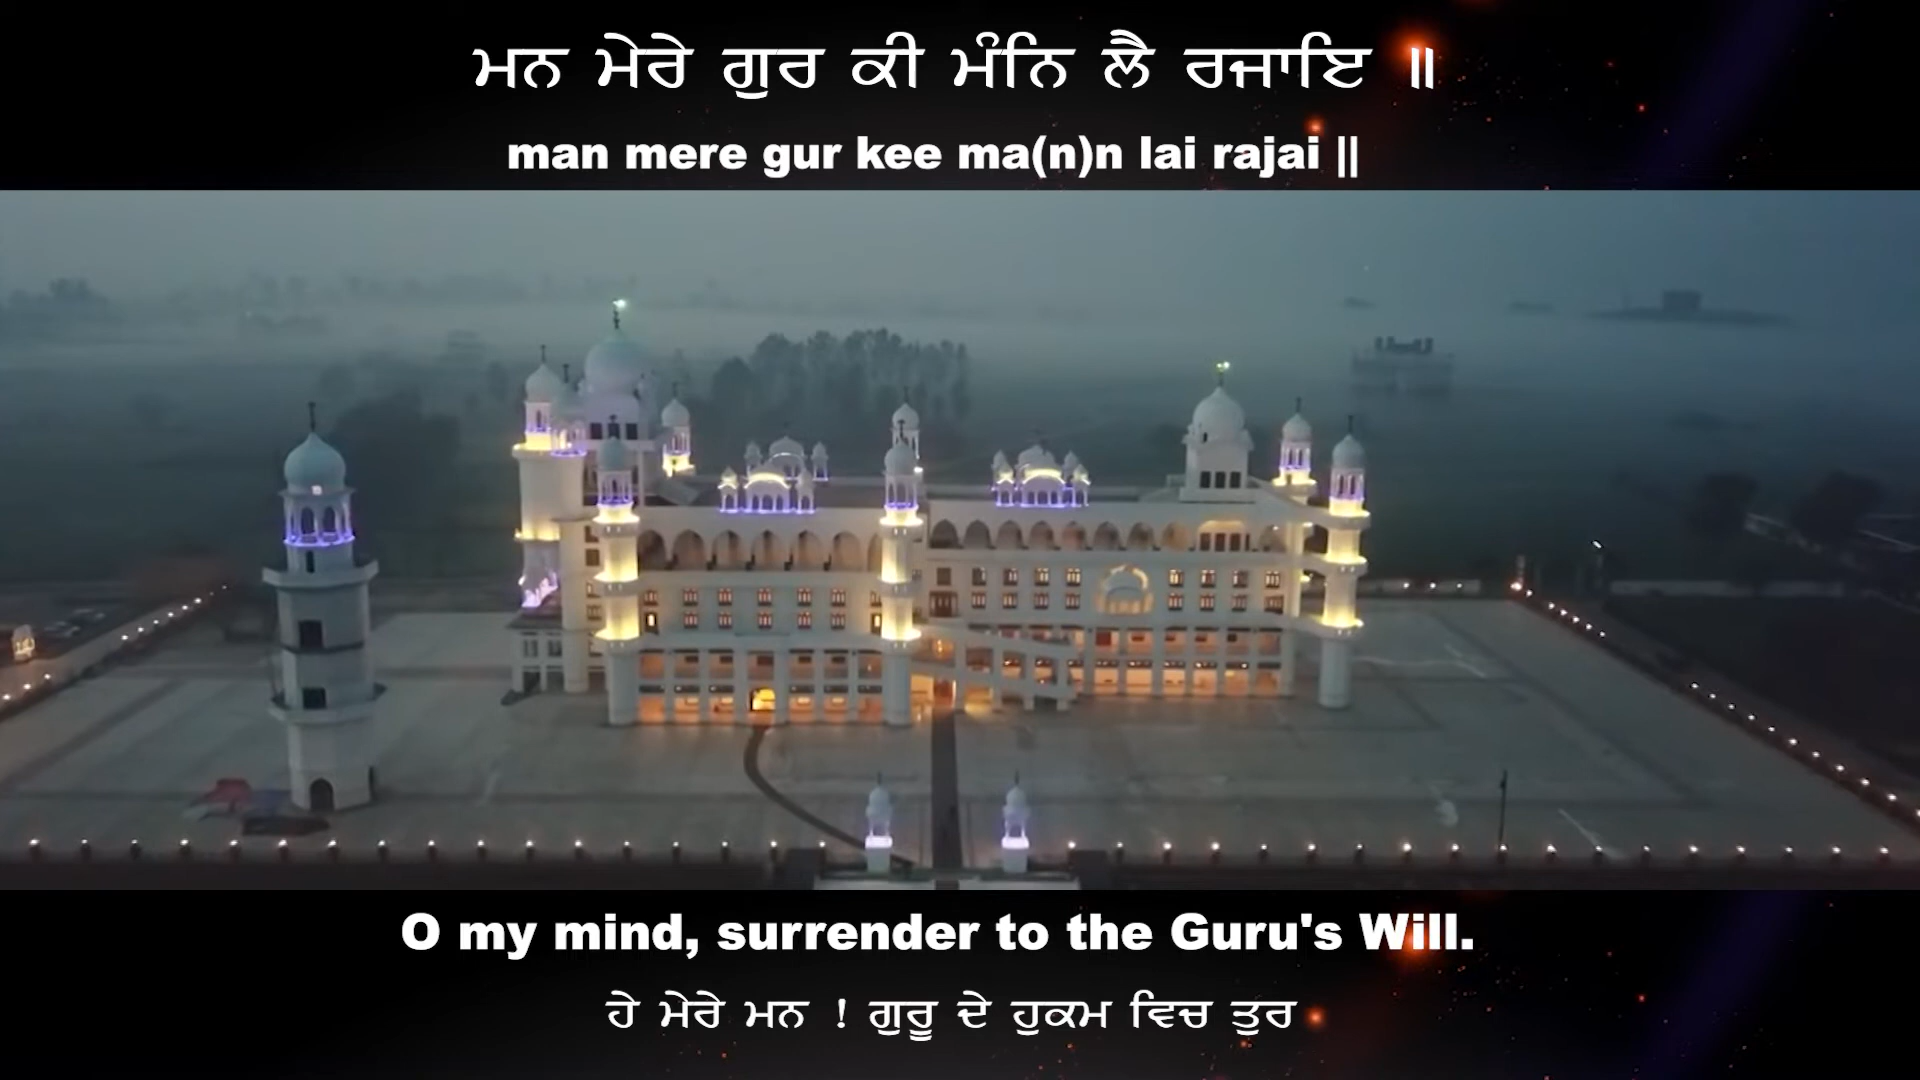 ਮਨ ਮੇਰੇ ਗੁਰ ਕੀ ਮੰਨਿ ਲੈ ਰਜਾਇ ॥
man mere gur kee ma(n)n lai rajai ||
O my mind, surrender to the Guru's Will.
ਹੇ ਮੇਰੇ ਮਨ ! ਗੁਰੂ ਦੇ ਹੁਕਮ ਵਿਚ ਤੁਰ